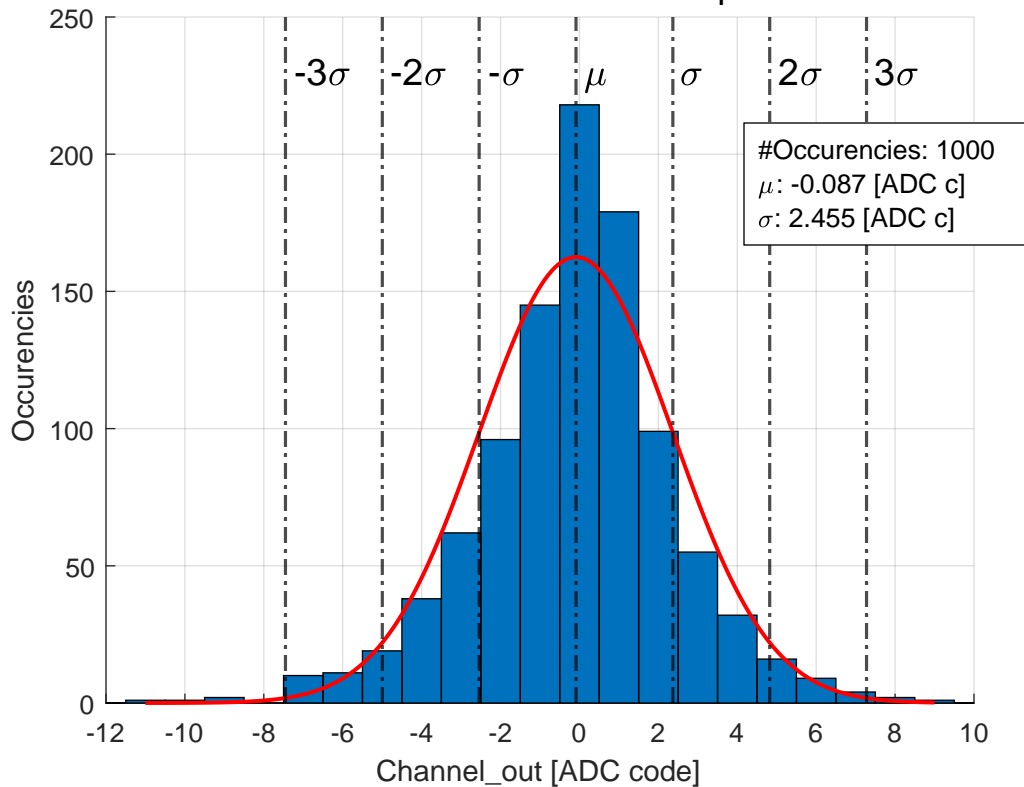 250
200
150
100
50
0
Occurencies
-3σ -2σ -σ μ σ 2σ 3σ
#Occurencies: 1000
μ: -0.087 [ADC c]
σ: 2.455 [ADC c]
-12 -10 -8 -6 -4 -2 0 2 4 6 8 10
Channel_out [ADC code]